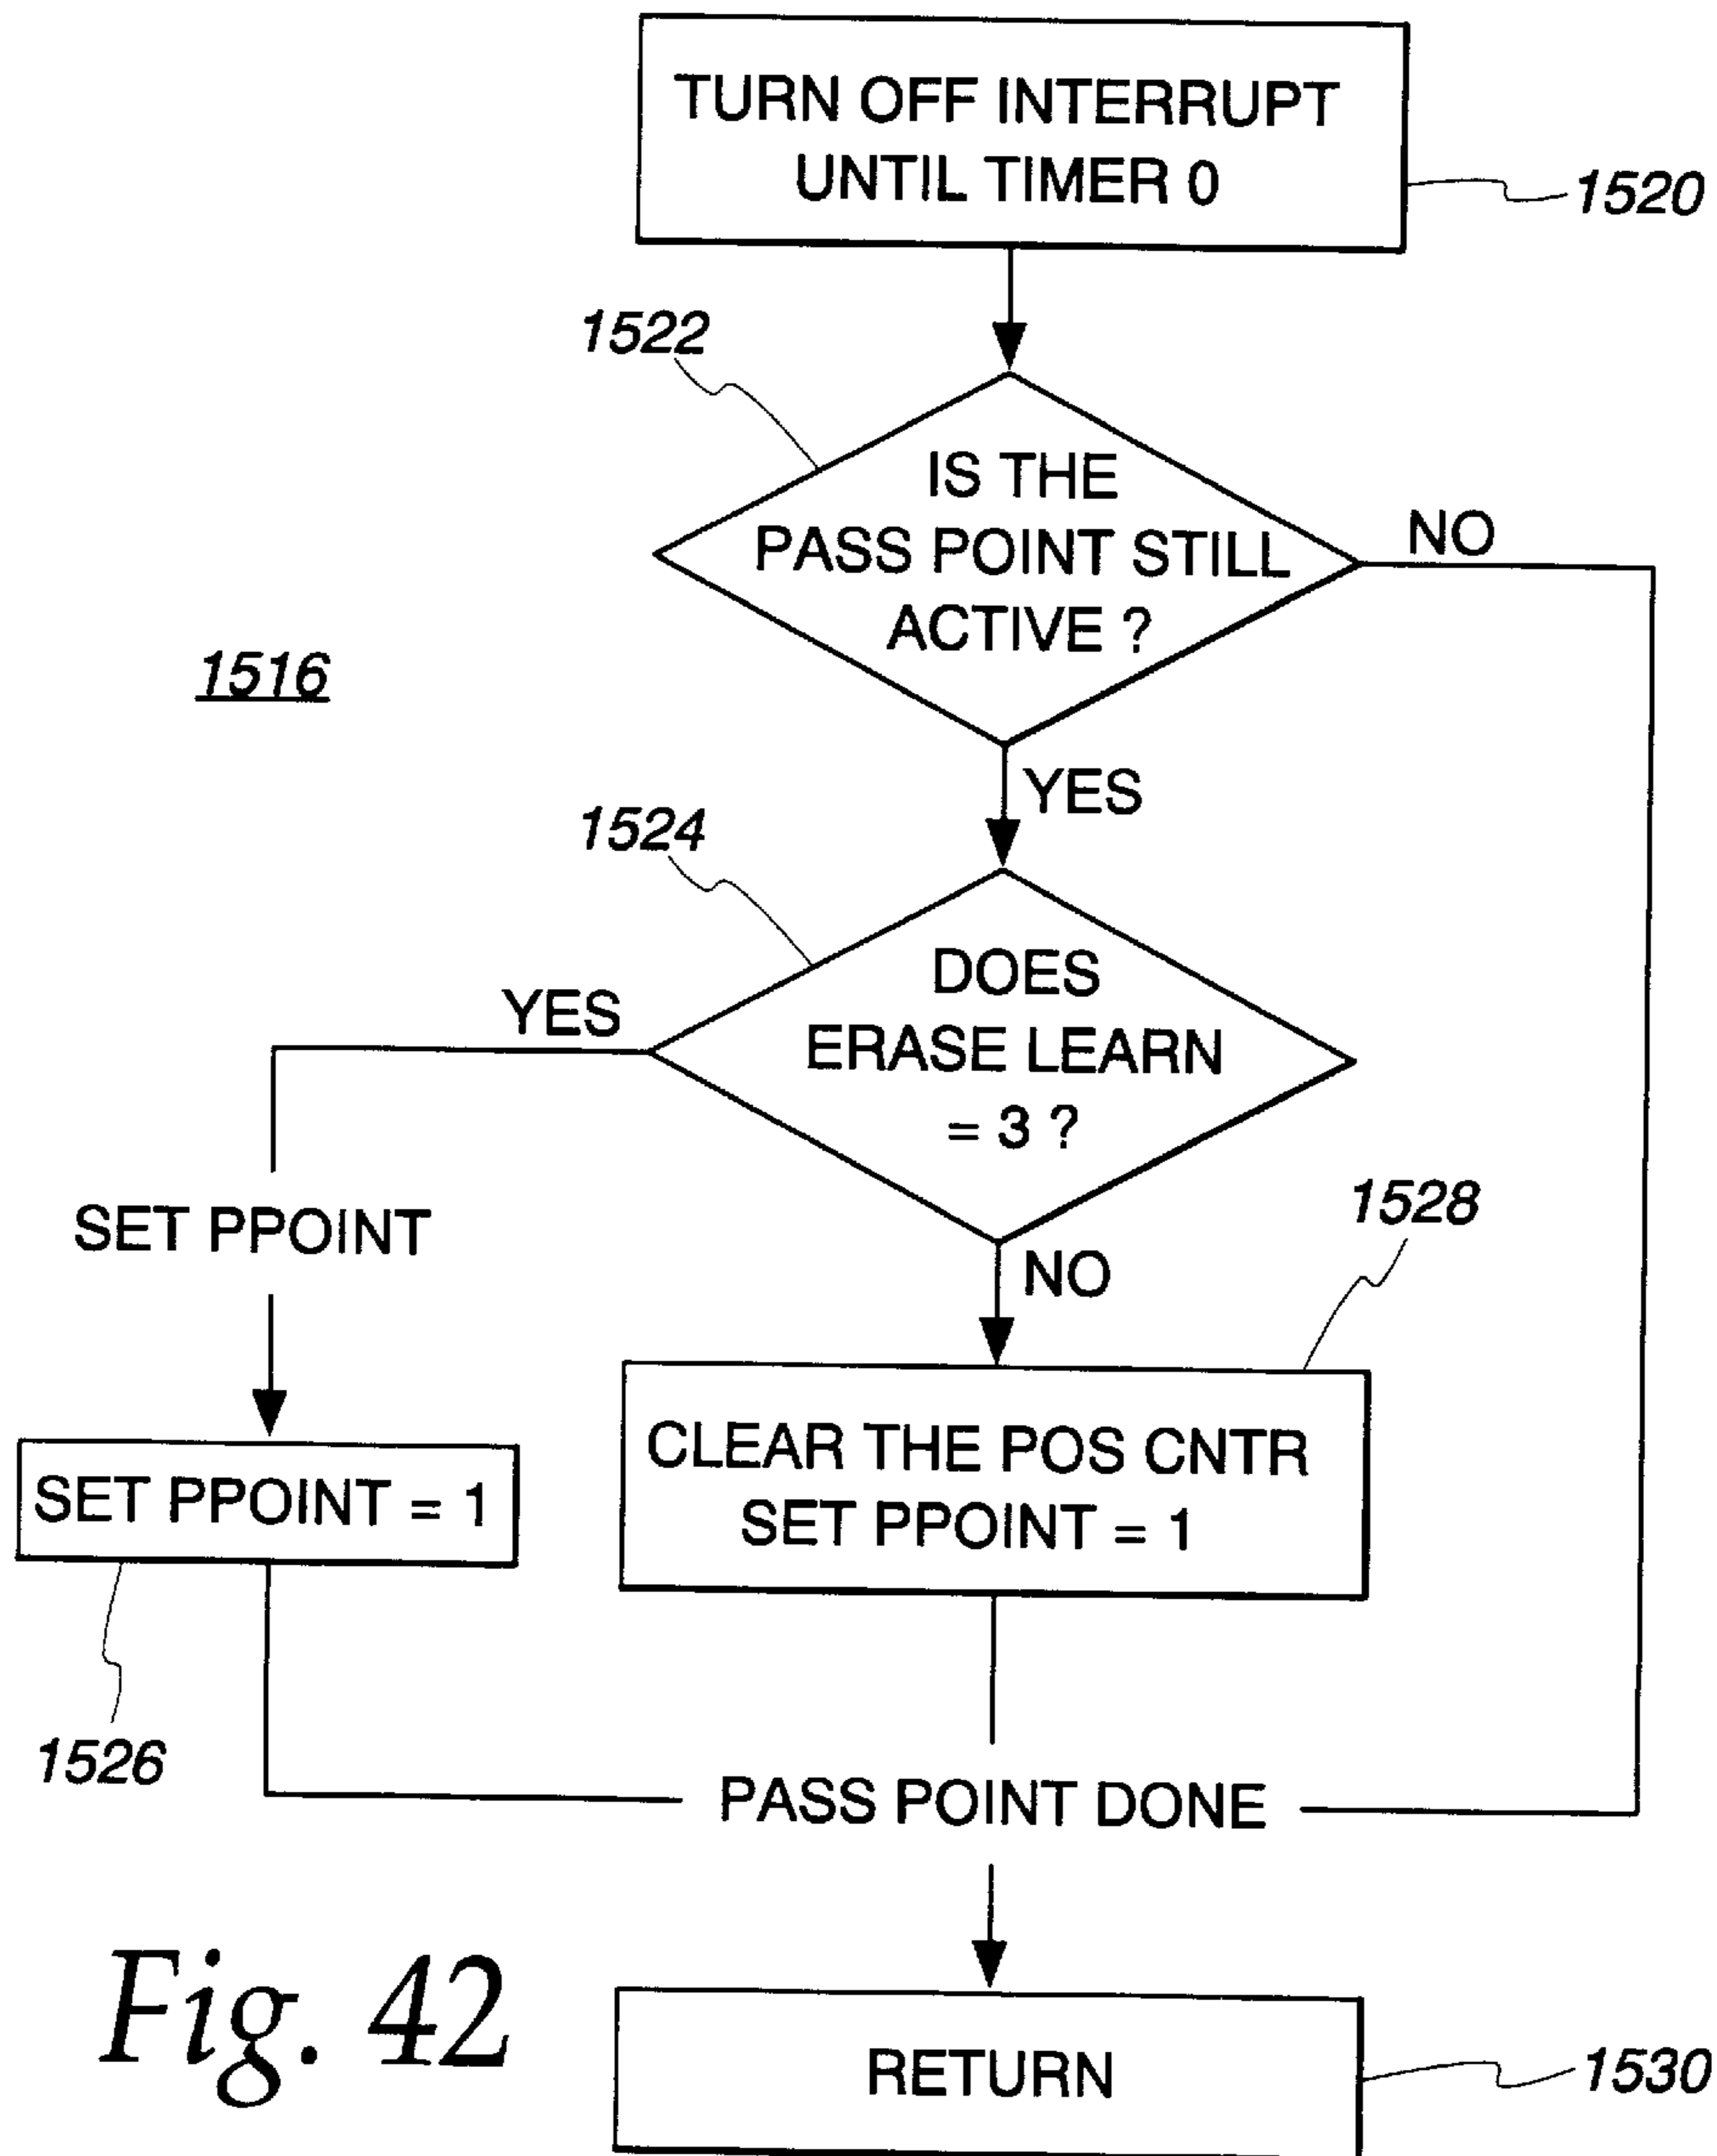 TURN OFF INTERRUPT
UNTIL TIMER 0
1520
1522
IS THE
PASS POINT STILL
ACTIVE ?
NO
1516
YES
1524
DOES
ERASE LEARN
= 3 ?
YES
1528
SET PPOINT
NO
CLEAR THE POS CNTR
SET PPOINT = 1
SET PPOINT = 1
1526
PASS POINT DONE
Fig. 42
RETURN
1530